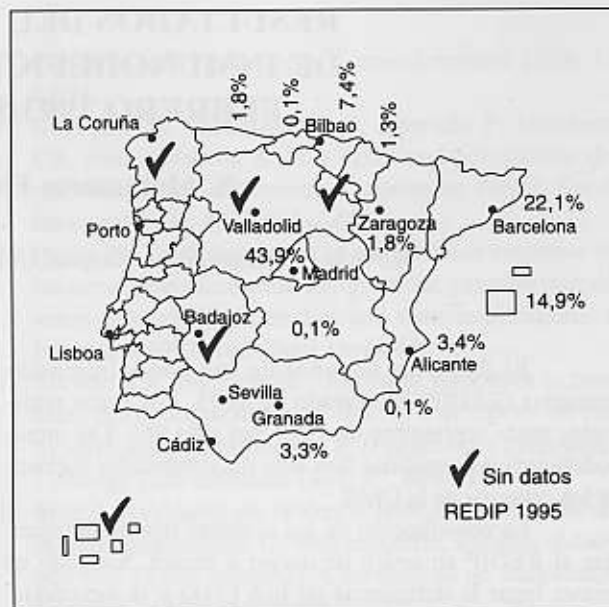 1,8%
0,1%
7,4%
1,3%
La Coruña
Bilbao
Porto
Valladolid
Zaragoza
22,1%
Barcelona
1,8%
43,9%
Madrid
14,9%
Badajoz
0,1%
Lisboa
3,4%
Alicante
Sevilla
Granada
0,1%
Cádiz
3,3%
Sin datos
REDIP 1995